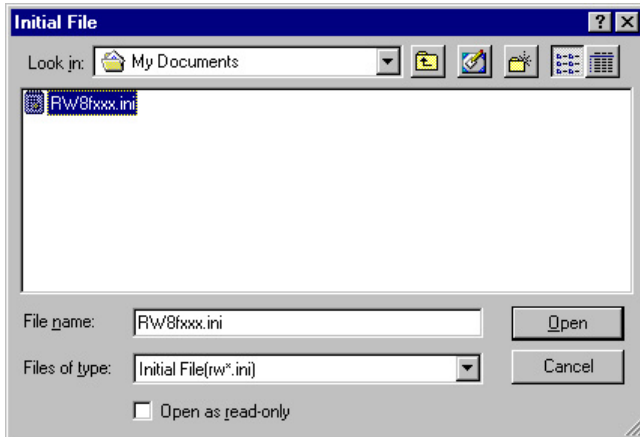 Initial File
Look in: My Documents
RW8fxxx.ini
File name: RW8fxxx.ini Open
Files of type: Initial File(rw*.ini) Cancel
Open as read-only